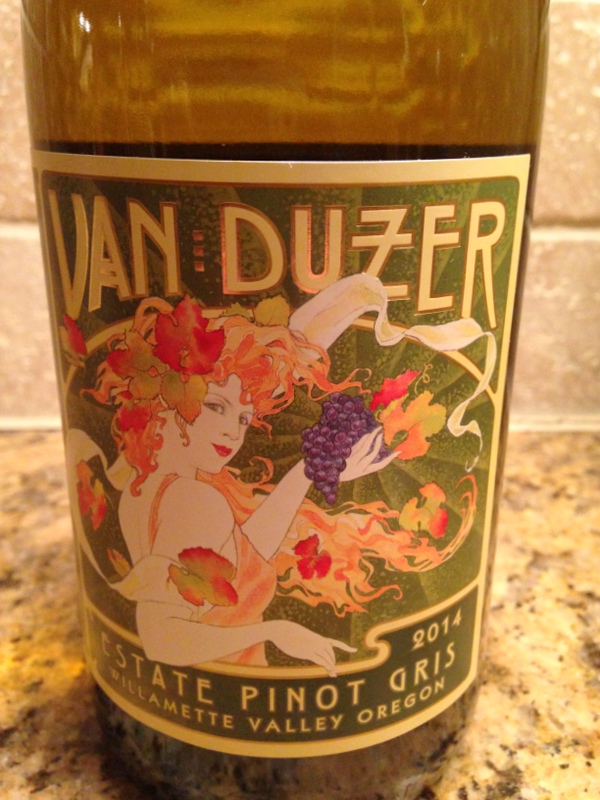 VAN DUZER
2014
ESTATE PINOT GRIS
WILLAMETTE VALLEY OREGON